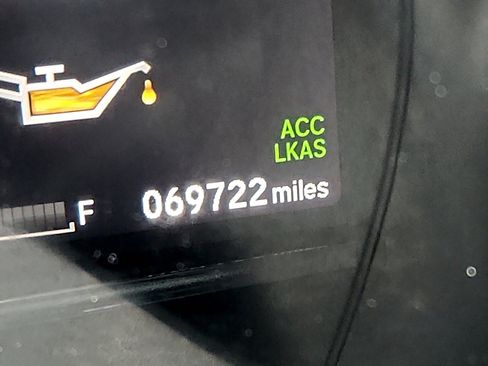 ACC
LKAS
F
069722 miles